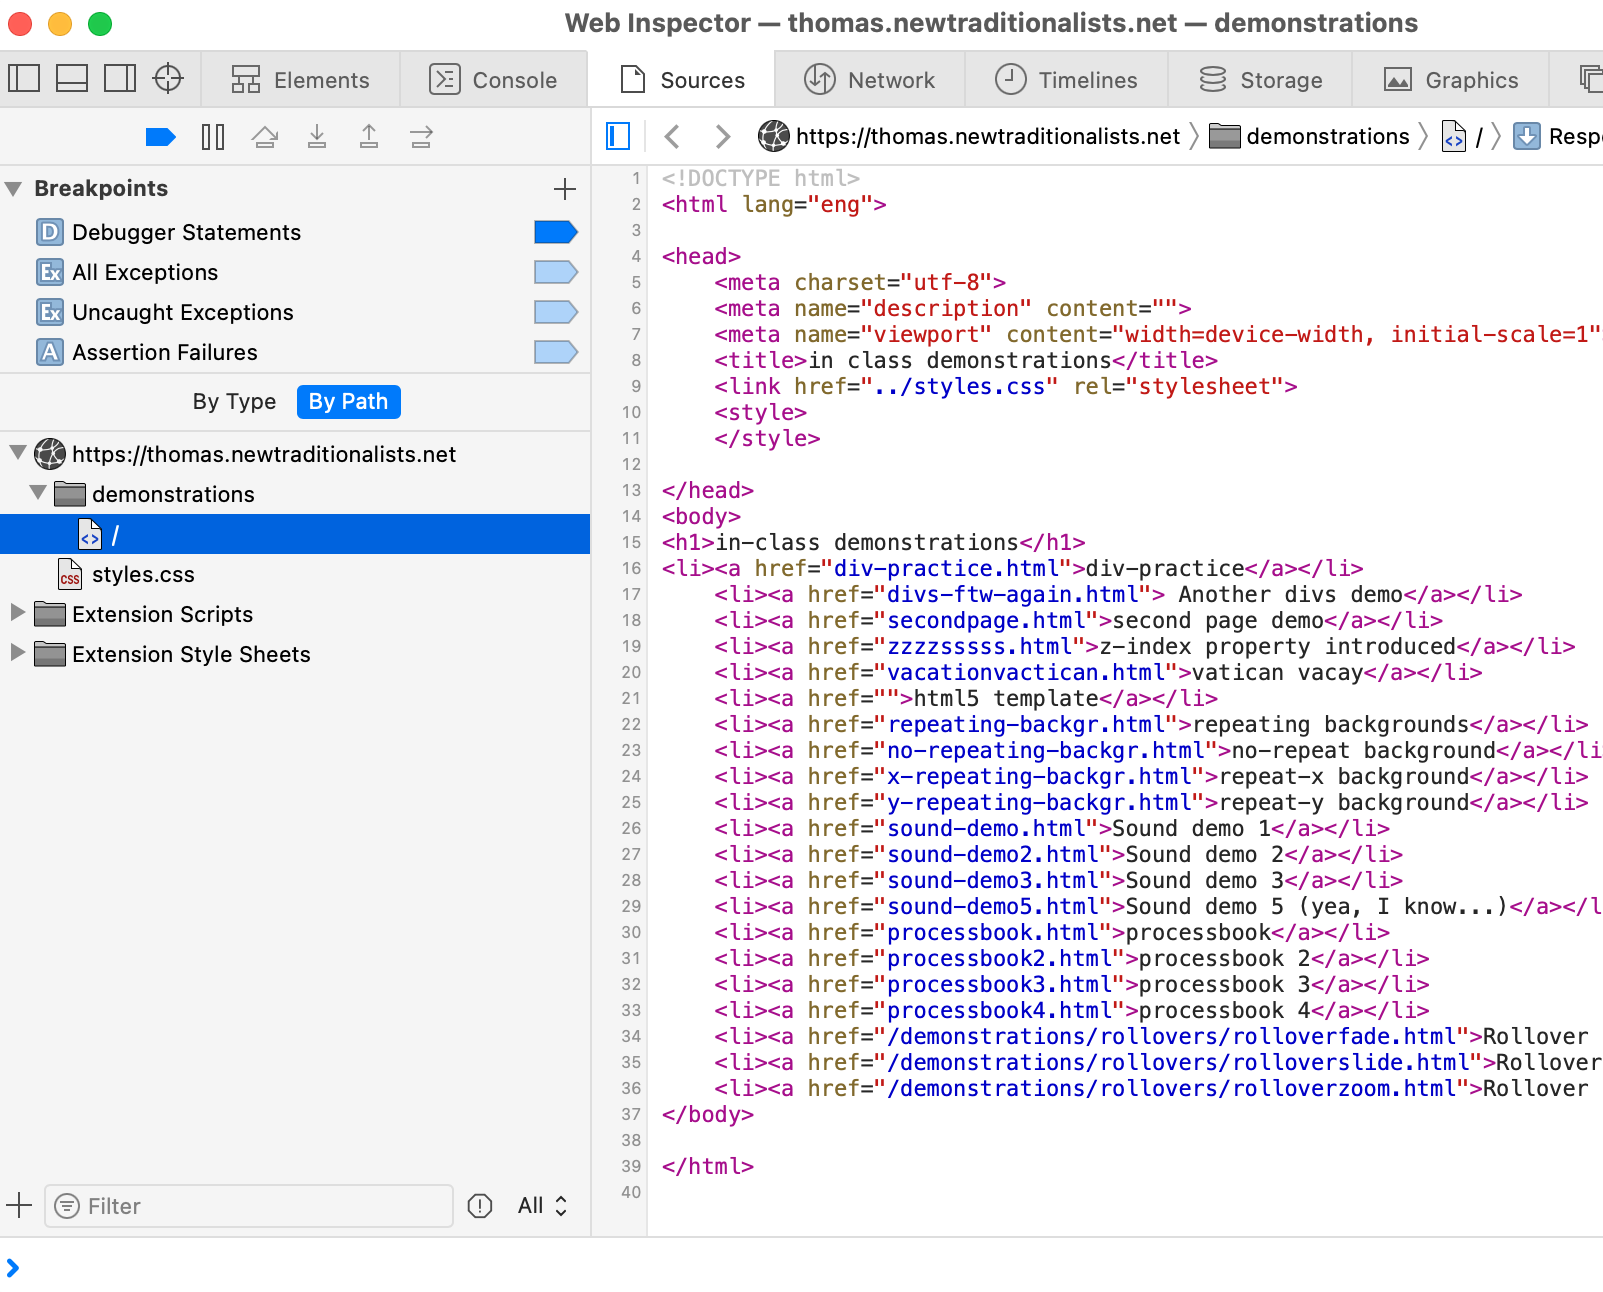 Web Inspector — thomas.newtraditionalists.net — demonstrations
Elements Console Sources Network Timelines Storage Graphics
https://thomas.newtraditionalists.net demonstrations / Resp
Breakpoints
D Debugger Statements
Ex All Exceptions
Ex Uncaught Exceptions
A Assertion Failures
By Type By Path
https://thomas.newtraditionalists.net
demonstrations
<> /
CSS styles.css
Extension Scripts
Extension Style Sheets
Filter All
1 <!DOCTYPE html>
2 <html lang="eng">
3
4 <head>
5 <meta charset="utf-8">
6 <meta name="description" content="">
7 <meta name="viewport" content="width=device-width, initial-scale=1"
8 <title>in class demonstrations</title>
9 <link href="../styles.css" rel="stylesheet">
10 <style>
11 </style>
12
13 </head>
14 <body>
15 <h1>in-class demonstrations</h1>
16 <li><a href="div-practice.html">div-practice</a></li>
17 <li><a href="divs-ftw-again.html"> Another divs demo</a></li>
18 <li><a href="secondpage.html">second page demo</a></li>
19 <li><a href="zzzzsssss.html">z-index property introduced</a></li>
20 <li><a href="vacationvactican.html">vatican vacay</a></li>
21 <li><a href="">html5 template</a></li>
22 <li><a href="repeating-backgr.html">repeating backgrounds</a></li>
23 <li><a href="no-repeating-backgr.html">no-repeat background</a></li
24 <li><a href="x-repeating-backgr.html">repeat-x background</a></li>
25 <li><a href="y-repeating-backgr.html">repeat-y background</a></li>
26 <li><a href="sound-demo.html">Sound demo 1</a></li>
27 <li><a href="sound-demo2.html">Sound demo 2</a></li>
28 <li><a href="sound-demo3.html">Sound demo 3</a></li>
29 <li><a href="sound-demo5.html">Sound demo 5 (yea, I know...)</a></l
30 <li><a href="processbook.html">processbook</a></li>
31 <li><a href="processbook2.html">processbook 2</a></li>
32 <li><a href="processbook3.html">processbook 3</a></li>
33 <li><a href="processbook4.html">processbook 4</a></li>
34 <li><a href="/demonstrations/rollovers/rolloverfade.html">Rollover
35 <li><a href="/demonstrations/rollovers/rolloverslide.html">Rollover
36 <li><a href="/demonstrations/rollovers/rolloverzoom.html">Rollover
37 </body>
38
39 </html>
40